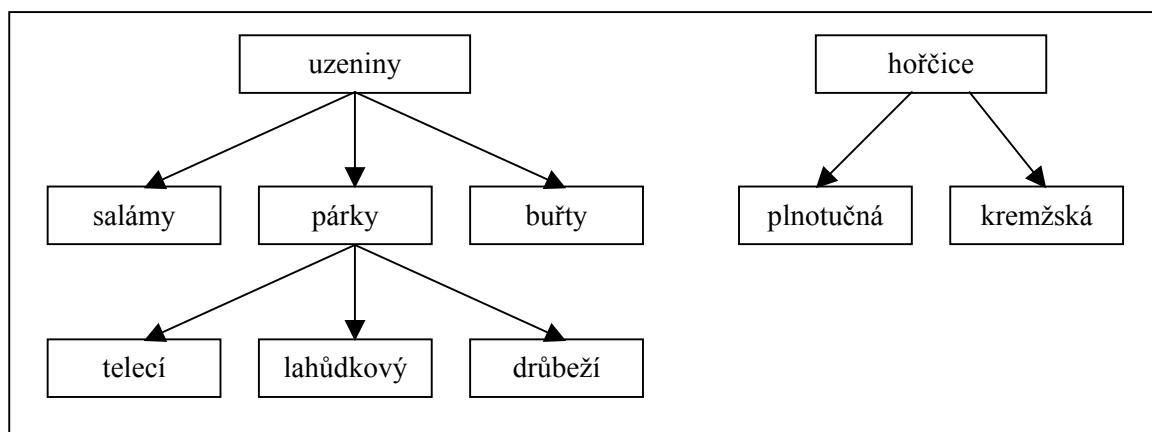 uzeniny
hořčice
salámy
párky
buřty
plnotučná
kremžská
telecí
lahůdkový
drůbeží